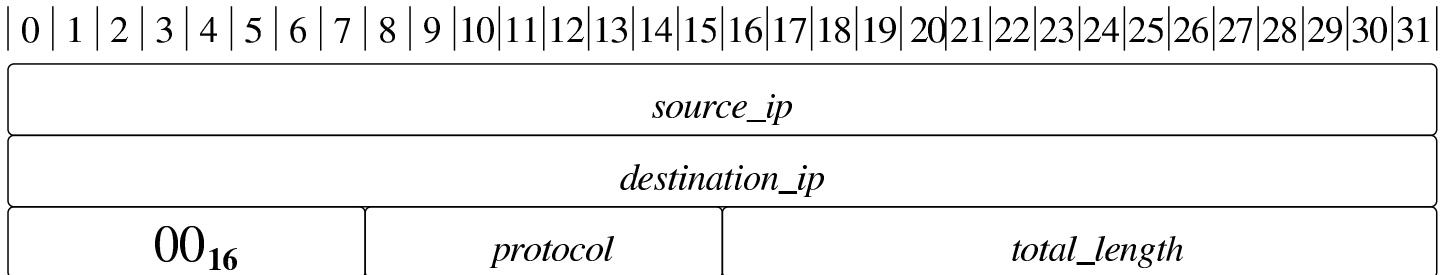 0 1 2 3 4 5 6 7 8 9 10 11 12 13 14 15 16 17 18 19 20 21 22 23 24 25 26 27 28 29 30 31
source_ip
destination_ip
00₁₆ protocol total_length